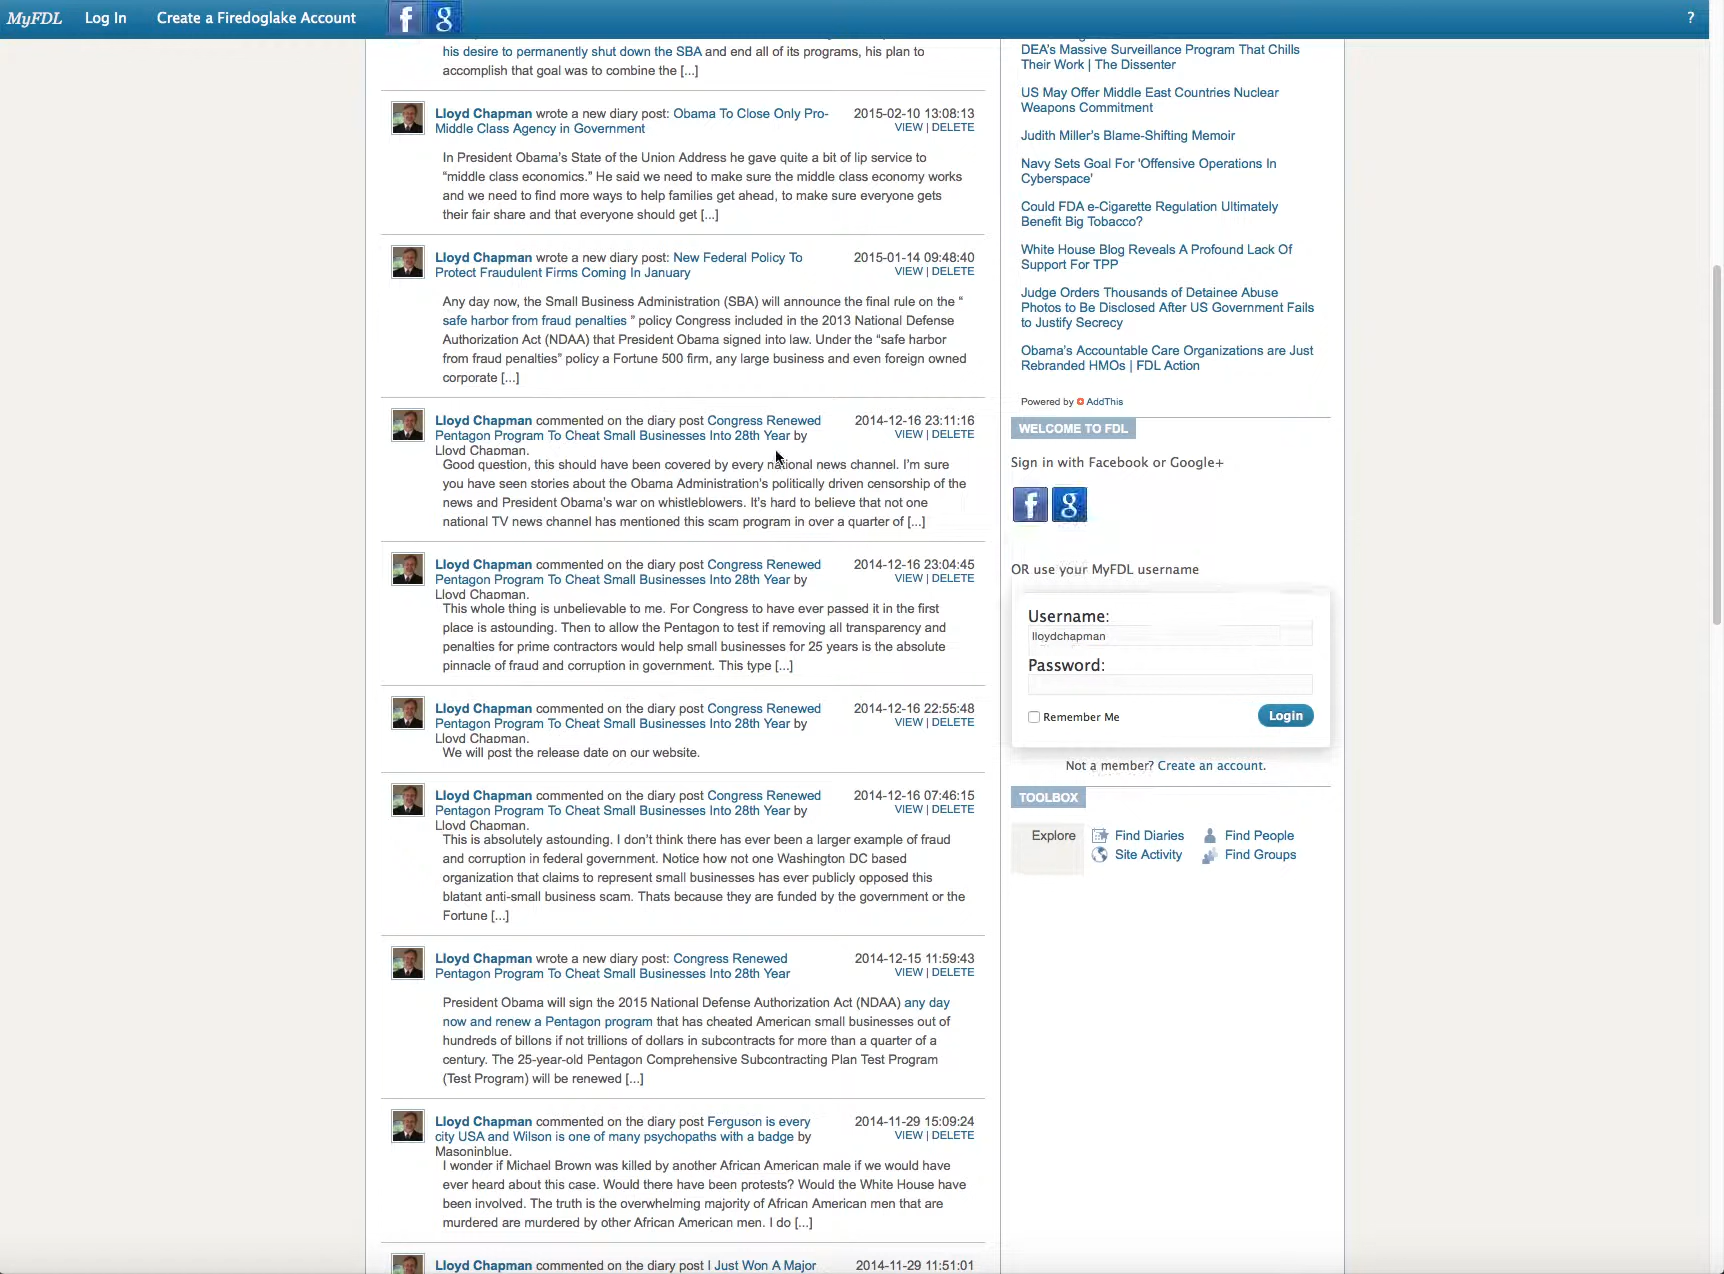 MyFDL Log In Create a Firedoglake Account f g ?
his desire to permanently shut down the SBA and end all of its programs, his plan to
accomplish that goal was to combine the [...]
Lloyd Chapman wrote a new diary post: Obama To Close Only Pro-
Middle Class Agency in Government
2015-02-10 13:08:13
VIEW | DELETE
In President Obama’s State of the Union Address he gave quite a bit of lip service to
“middle class economics.” He said we need to make sure the middle class economy works
and we need to find more ways to help families get ahead, to make sure everyone gets
their fair share and that everyone should get [...]
Lloyd Chapman wrote a new diary post: New Federal Policy To
Protect Fraudulent Firms Coming In January
2015-01-14 09:48:40
VIEW | DELETE
Any day now, the Small Business Administration (SBA) will announce the final rule on the “
safe harbor from fraud penalties ” policy Congress included in the 2013 National Defense
Authorization Act (NDAA) that President Obama signed into law. Under the “safe harbor
from fraud penalties” policy a Fortune 500 firm, any large business and even foreign owned
corporate [...]
Lloyd Chapman commented on the diary post Congress Renewed
Pentagon Program To Cheat Small Businesses Into 28th Year by
Lloyd Chapman.
2014-12-16 23:11:16
VIEW | DELETE
Good question, this should have been covered by every national news channel. I’m sure
you have seen stories about the Obama Administration’s politically driven censorship of the
news and President Obama’s war on whistleblowers. It’s hard to believe that not one
national TV news channel has mentioned this scam program in over a quarter of [...]
Lloyd Chapman commented on the diary post Congress Renewed
Pentagon Program To Cheat Small Businesses Into 28th Year by
Lloyd Chapman.
2014-12-16 23:04:45
VIEW | DELETE
This whole thing is unbelievable to me. For Congress to have ever passed it in the first
place is astounding. Then to allow the Pentagon to test if removing all transparency and
penalties for prime contractors would help small businesses for 25 years is the absolute
pinnacle of fraud and corruption in government. This type [...]
Lloyd Chapman commented on the diary post Congress Renewed
Pentagon Program To Cheat Small Businesses Into 28th Year by
Lloyd Chapman.
2014-12-16 22:55:48
VIEW | DELETE
We will post the release date on our website.
Lloyd Chapman commented on the diary post Congress Renewed
Pentagon Program To Cheat Small Businesses Into 28th Year by
Lloyd Chapman.
2014-12-16 07:46:15
VIEW | DELETE
This is absolutely astounding. I don’t think there has ever been a larger example of fraud
and corruption in federal government. Notice how not one Washington DC based
organization that claims to represent small businesses has ever publicly opposed this
blatant anti-small business scam. Thats because they are funded by the government or the
Fortune [...]
Lloyd Chapman wrote a new diary post: Congress Renewed
Pentagon Program To Cheat Small Businesses Into 28th Year
2014-12-15 11:59:43
VIEW | DELETE
President Obama will sign the 2015 National Defense Authorization Act (NDAA) any day
now and renew a Pentagon program that has cheated American small businesses out of
hundreds of billons if not trillions of dollars in subcontracts for more than a quarter of a
century. The 25-year-old Pentagon Comprehensive Subcontracting Plan Test Program
(Test Program) will be renewed [...]
Lloyd Chapman commented on the diary post Ferguson is every
city USA and Wilson is one of many psychopaths with a badge by
Masoninblue.
2014-11-29 15:09:24
VIEW | DELETE
I wonder if Michael Brown was killed by another African American male if we would have
ever heard about this case. Would there have been protests? Would the White House have
been involved. The truth is the overwhelming majority of African American men that are
murdered are murdered by other African American men. I do [...]
Lloyd Chapman commented on the diary post I Just Won A Major
2014-11-29 11:51:01
DEA’s Massive Surveillance Program That Chills
Their Work | The Dissenter
US May Offer Middle East Countries Nuclear
Weapons Commitment
Judith Miller’s Blame-Shifting Memoir
Navy Sets Goal For 'Offensive Operations In
Cyberspace'
Could FDA e-Cigarette Regulation Ultimately
Benefit Big Tobacco?
White House Blog Reveals A Profound Lack Of
Support For TPP
Judge Orders Thousands of Detainee Abuse
Photos to Be Disclosed After US Government Fails
to Justify Secrecy
Obama’s Accountable Care Organizations are Just
Rebranded HMOs | FDL Action
Powered by AddThis
WELCOME TO FDL
Sign in with Facebook or Google+
f g
OR use your MyFDL username
Username:
lloydchapman
Password:
Remember Me Login
Not a member? Create an account.
TOOLBOX
Explore Find Diaries Find People
Site Activity Find Groups